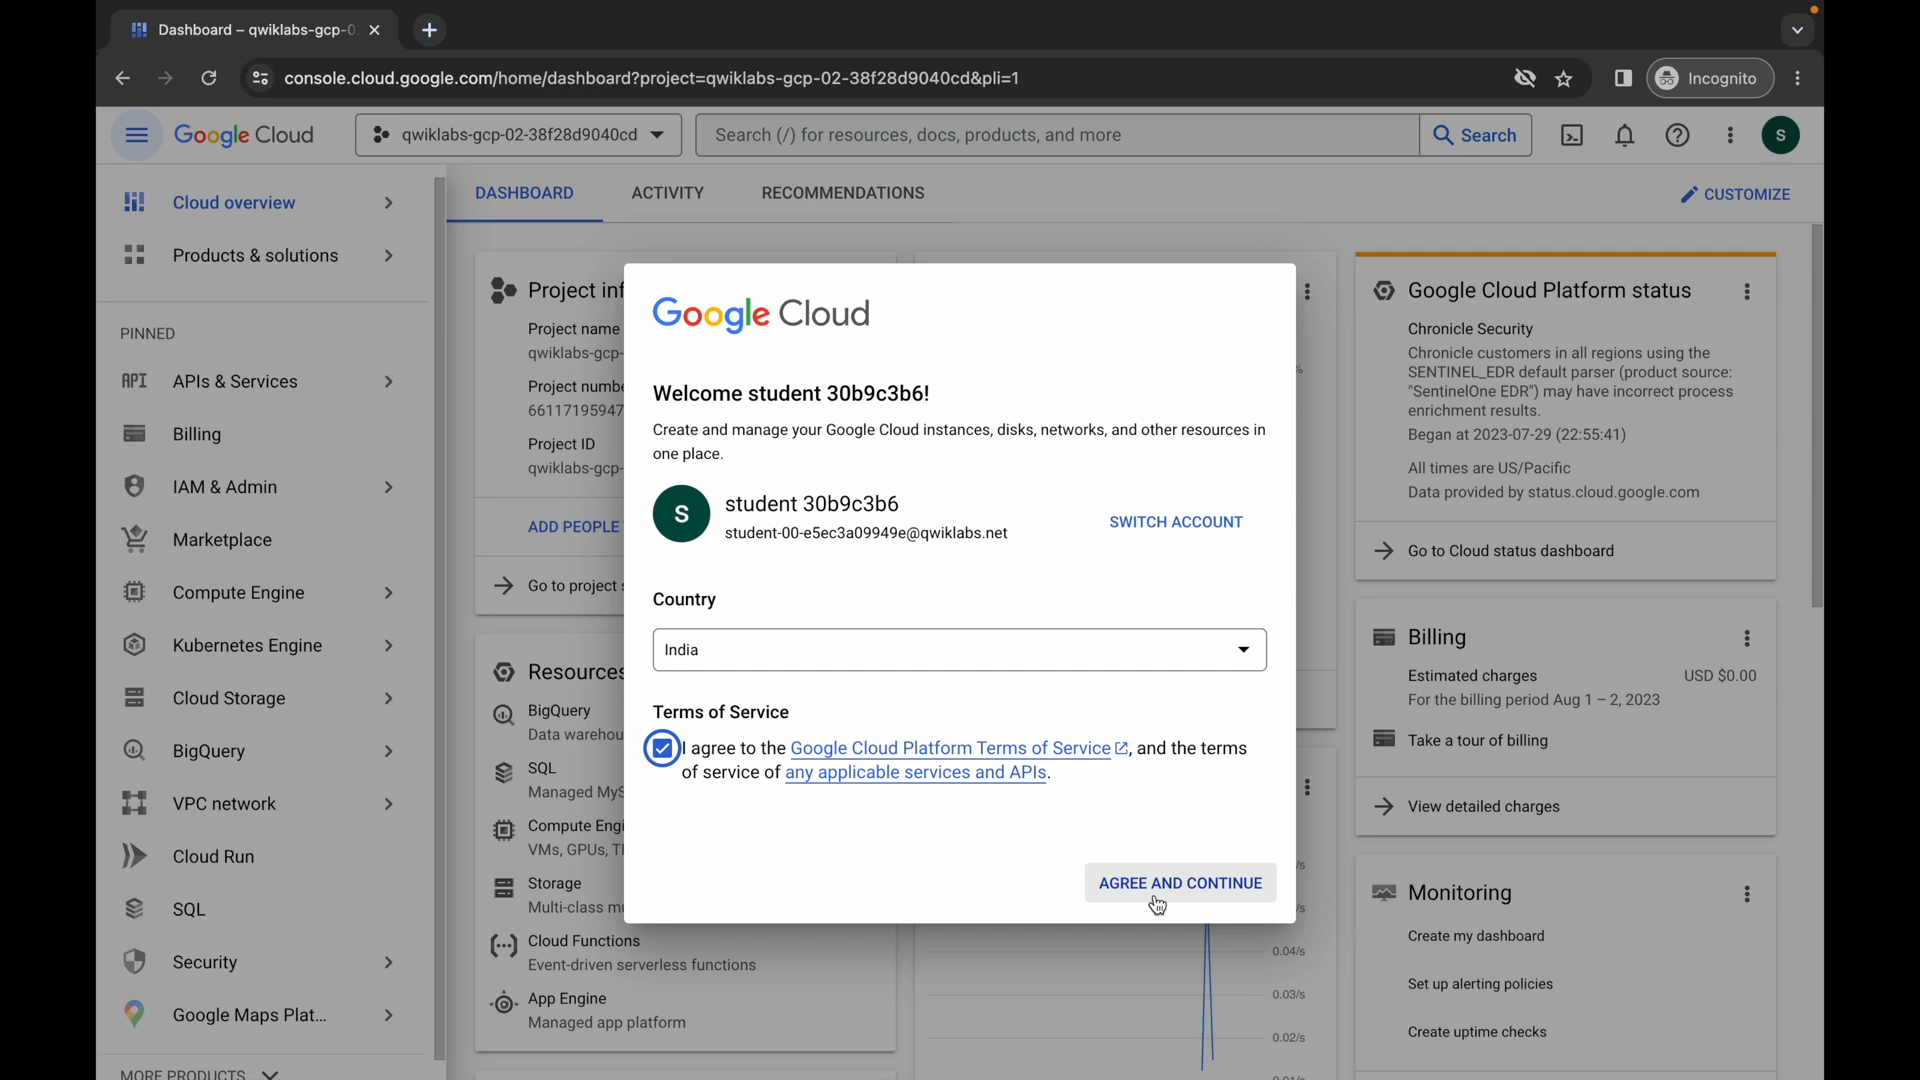 Dashboard – qwiklabs-gcp-0
console.cloud.google.com/home/dashboard?project=qwiklabs-gcp-02-38f28d9040cd&pli=1
Incognito
Google Cloud
qwiklabs-gcp-02-38f28d9040cd
Search (/) for resources, docs, products, and more
Search
S
Cloud overview
Products & solutions
PINNED
API APIs & Services
Billing
IAM & Admin
Marketplace
Compute Engine
Kubernetes Engine
Cloud Storage
BigQuery
VPC network
Cloud Run
SQL
Security
Google Maps Plat...
MORE PRODUCTS
DASHBOARD
ACTIVITY
RECOMMENDATIONS
CUSTOMIZE
Project inf
Project name
qwiklabs-gcp-
Project numbe
66117195947
Project ID
qwiklabs-gcp-
ADD PEOPLE
Go to project s
Resources
BigQuery
Data warehou
SQL
Managed MyS
Compute Engi
VMs, GPUs, T
Storage
Multi-class mu
Cloud Functions
Event-driven serverless functions
App Engine
Managed app platform
Google Cloud
Welcome student 30b9c3b6!
Create and manage your Google Cloud instances, disks, networks, and other resources in
one place.
S
student 30b9c3b6
student-00-e5ec3a09949e@qwiklabs.net
SWITCH ACCOUNT
Country
India
Terms of Service
I agree to the Google Cloud Platform Terms of Service, and the terms
of service of any applicable services and APIs.
AGREE AND CONTINUE
%
/s
/s
0.04/s
0.03/s
0.02/s
Google Cloud Platform status
Chronicle Security
Chronicle customers in all regions using the
SENTINEL_EDR default parser (product source:
"SentinelOne EDR") may have incorrect process
enrichment results.
Began at 2023-07-29 (22:55:41)
All times are US/Pacific
Data provided by status.cloud.google.com
Go to Cloud status dashboard
Billing
Estimated charges USD $0.00
For the billing period Aug 1 – 2, 2023
Take a tour of billing
View detailed charges
Monitoring
Create my dashboard
Set up alerting policies
Create uptime checks